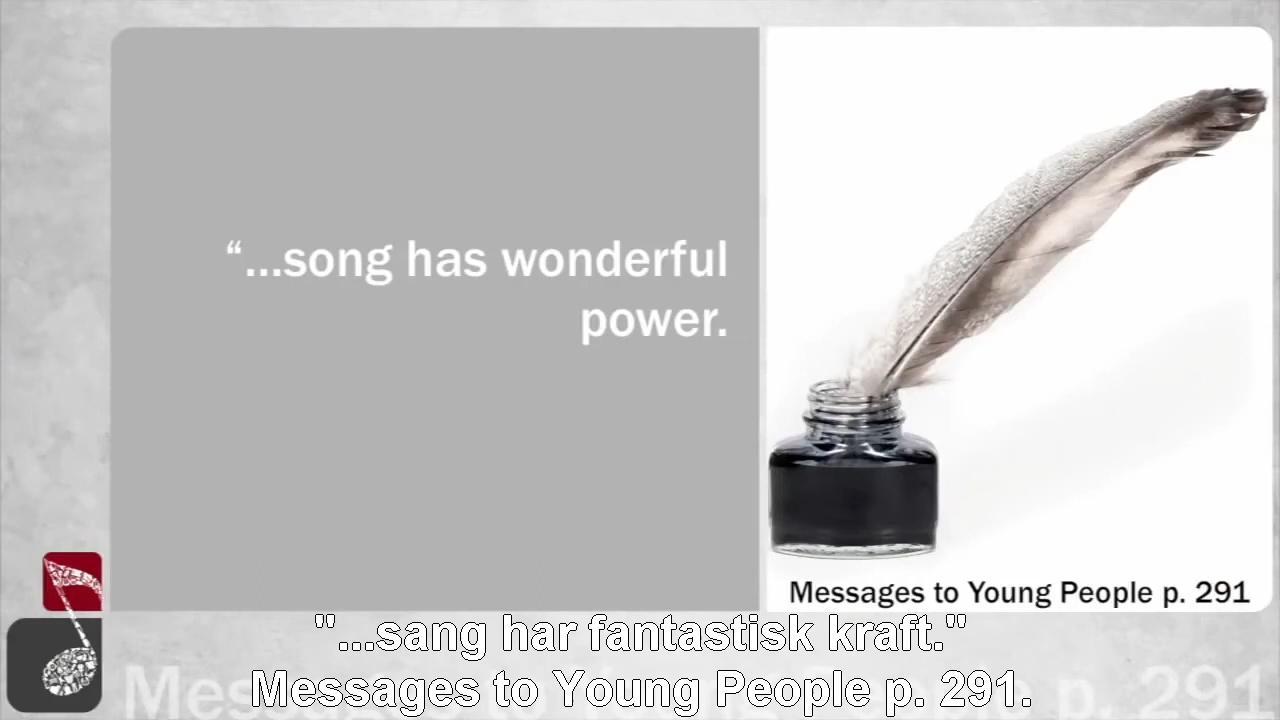 “...song has wonderful
power.
Messages to Young People p. 291
"...sang har fantastisk kraft."
Messages to Young People p. 291.